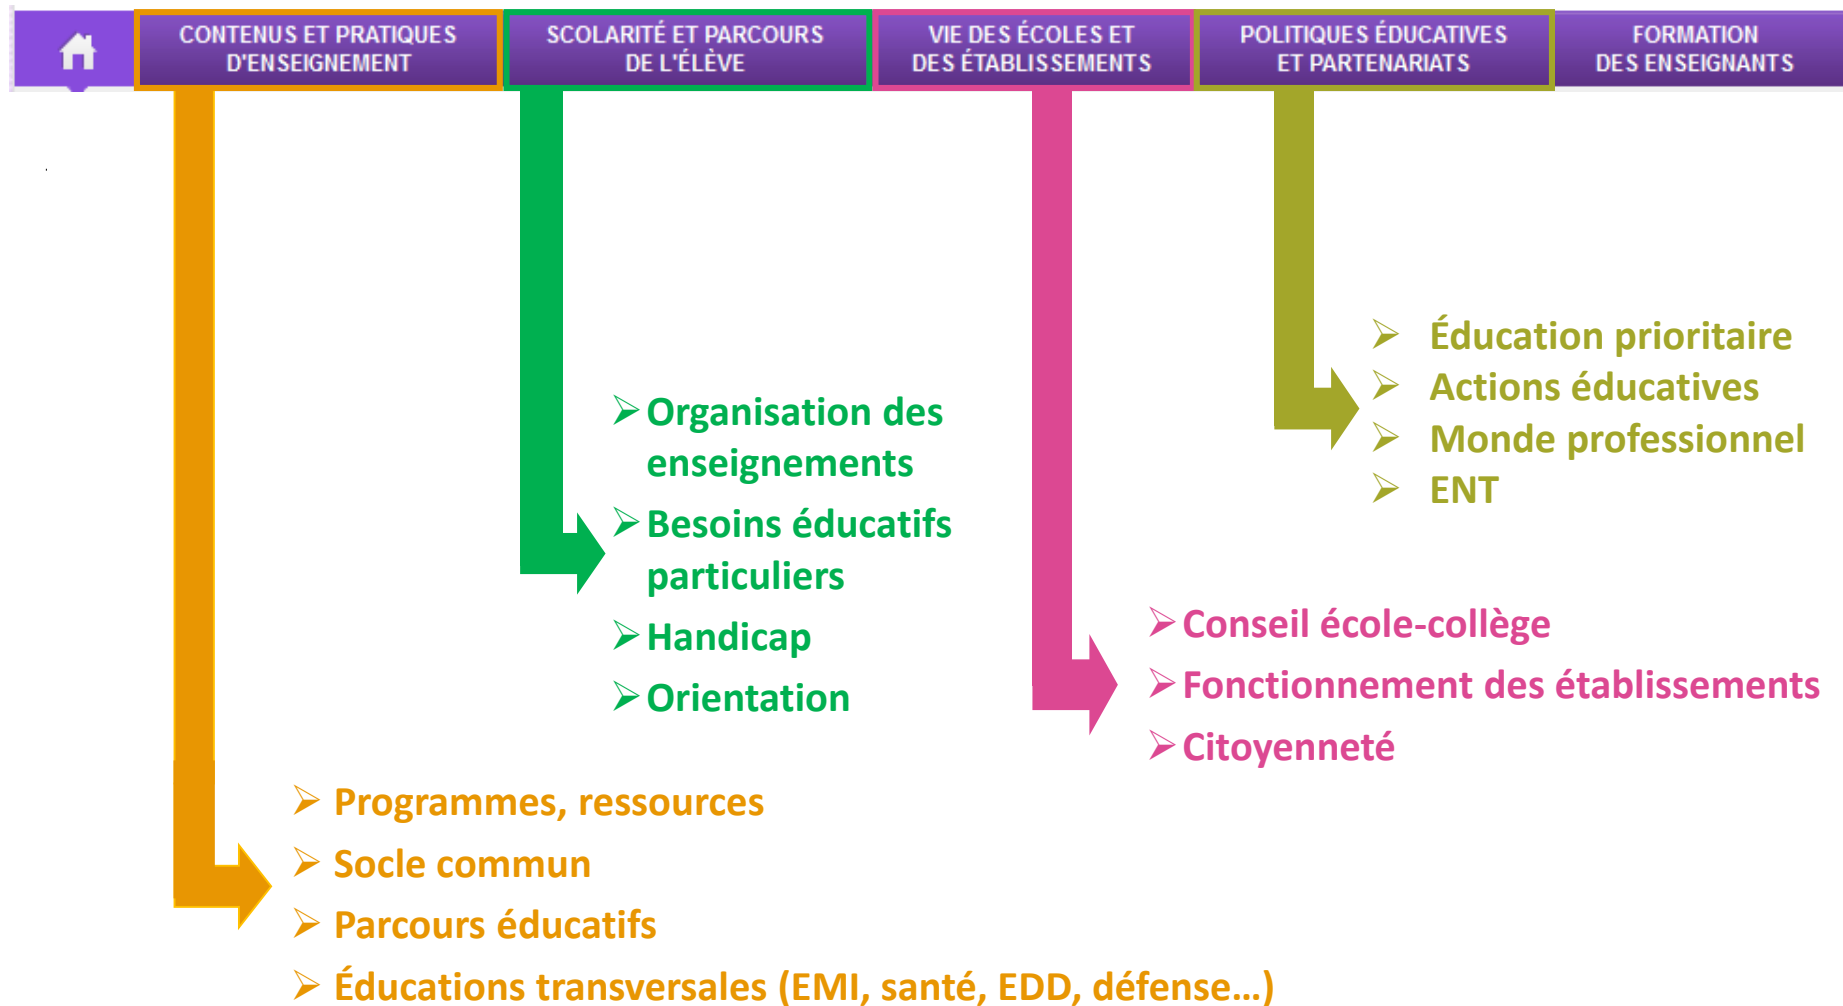 CONTENUS ET PRATIQUES
D'ENSEIGNEMENT
SCOLARITÉ ET PARCOURS
DE L'ÉLÈVE
VIE DES ÉCOLES ET
DES ÉTABLISSEMENTS
POLITIQUES ÉDUCATIVES
ET PARTENARIATS
FORMATION
DES ENSEIGNANTS
➢ Éducation prioritaire
➢ Actions éducatives
➢ Monde professionnel
➢ ENT
➢ Organisation des
enseignements
➢ Besoins éducatifs
particuliers
➢ Handicap
➢ Orientation
➢ Conseil école-collège
➢ Fonctionnement des établissements
➢ Citoyenneté
➢ Programmes, ressources
➢ Socle commun
➢ Parcours éducatifs
➢ Éducations transversales (EMI, santé, EDD, défense…)